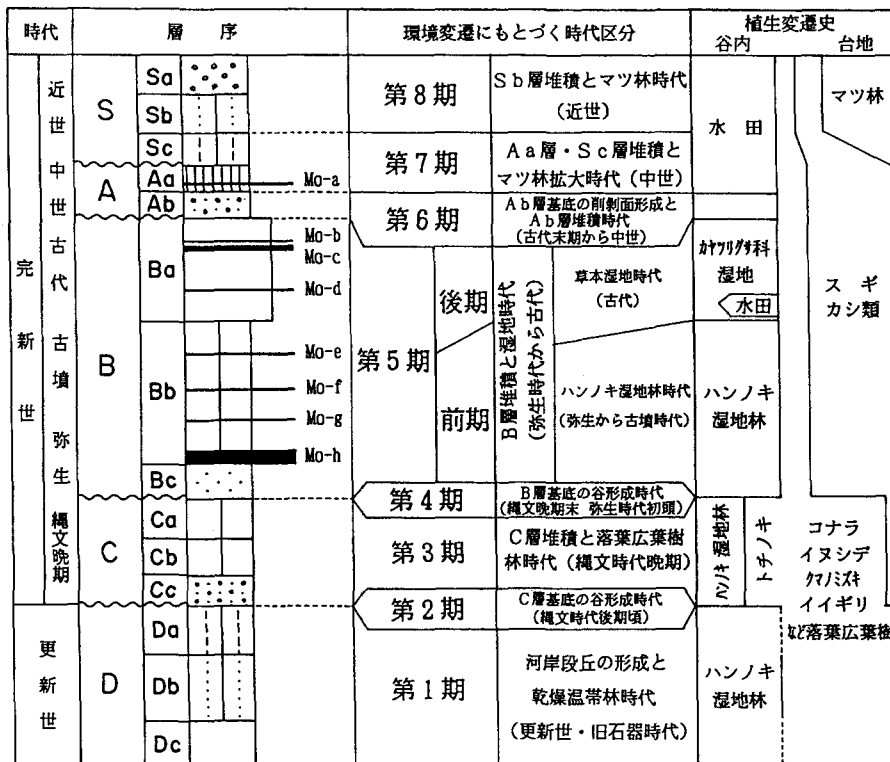 時代 層 序 環境変遷にもとづく時代区分 植生変遷史
谷内 台地
完新世
更新世
近世
中世
古代
古墳
弥生
縄文晩期
S
A
B
C
D
Sa
Sb
Sc
Aa
Ab
Ba
Bb
Bc
Ca
Cb
Cc
Da
Db
Dc
Mo-a
Mo-b
Mo-c
Mo-d
Mo-e
Mo-f
Mo-g
Mo-h
第8期
Sb層堆積とマツ林時代
(近世)
第7期
Aa層・Sc層堆積と
マツ林拡大時代(中世)
第6期
Ab層基底の削剥面形成と
Ab層堆積時代
(古代末期から中世)
第5期
後期
前期
B層堆積と湿地時代
(弥生時代から古代)
草本湿地時代
(古代)
ハンノキ湿地林時代
(弥生から古墳時代)
第4期
B層基底の谷形成時代
(縄文晩期末 弥生時代初頭)
第3期
C層堆積と落葉広葉樹
林時代(縄文時代晩期)
第2期
C層基底の谷形成時代
(縄文時代後期頃)
第1期
河岸段丘の形成と
乾燥温帯林時代
(更新世・旧石器時代)
水 田
カヤツリグサ科
湿地
水田
ハンノキ
湿地林
ハンノキ湿地林
トチノキ
ハンノキ
湿地林
マツ林
スギ
カシ類
コナラ
イヌシデ
クマノミズキ
イイギリ
など落葉広葉樹